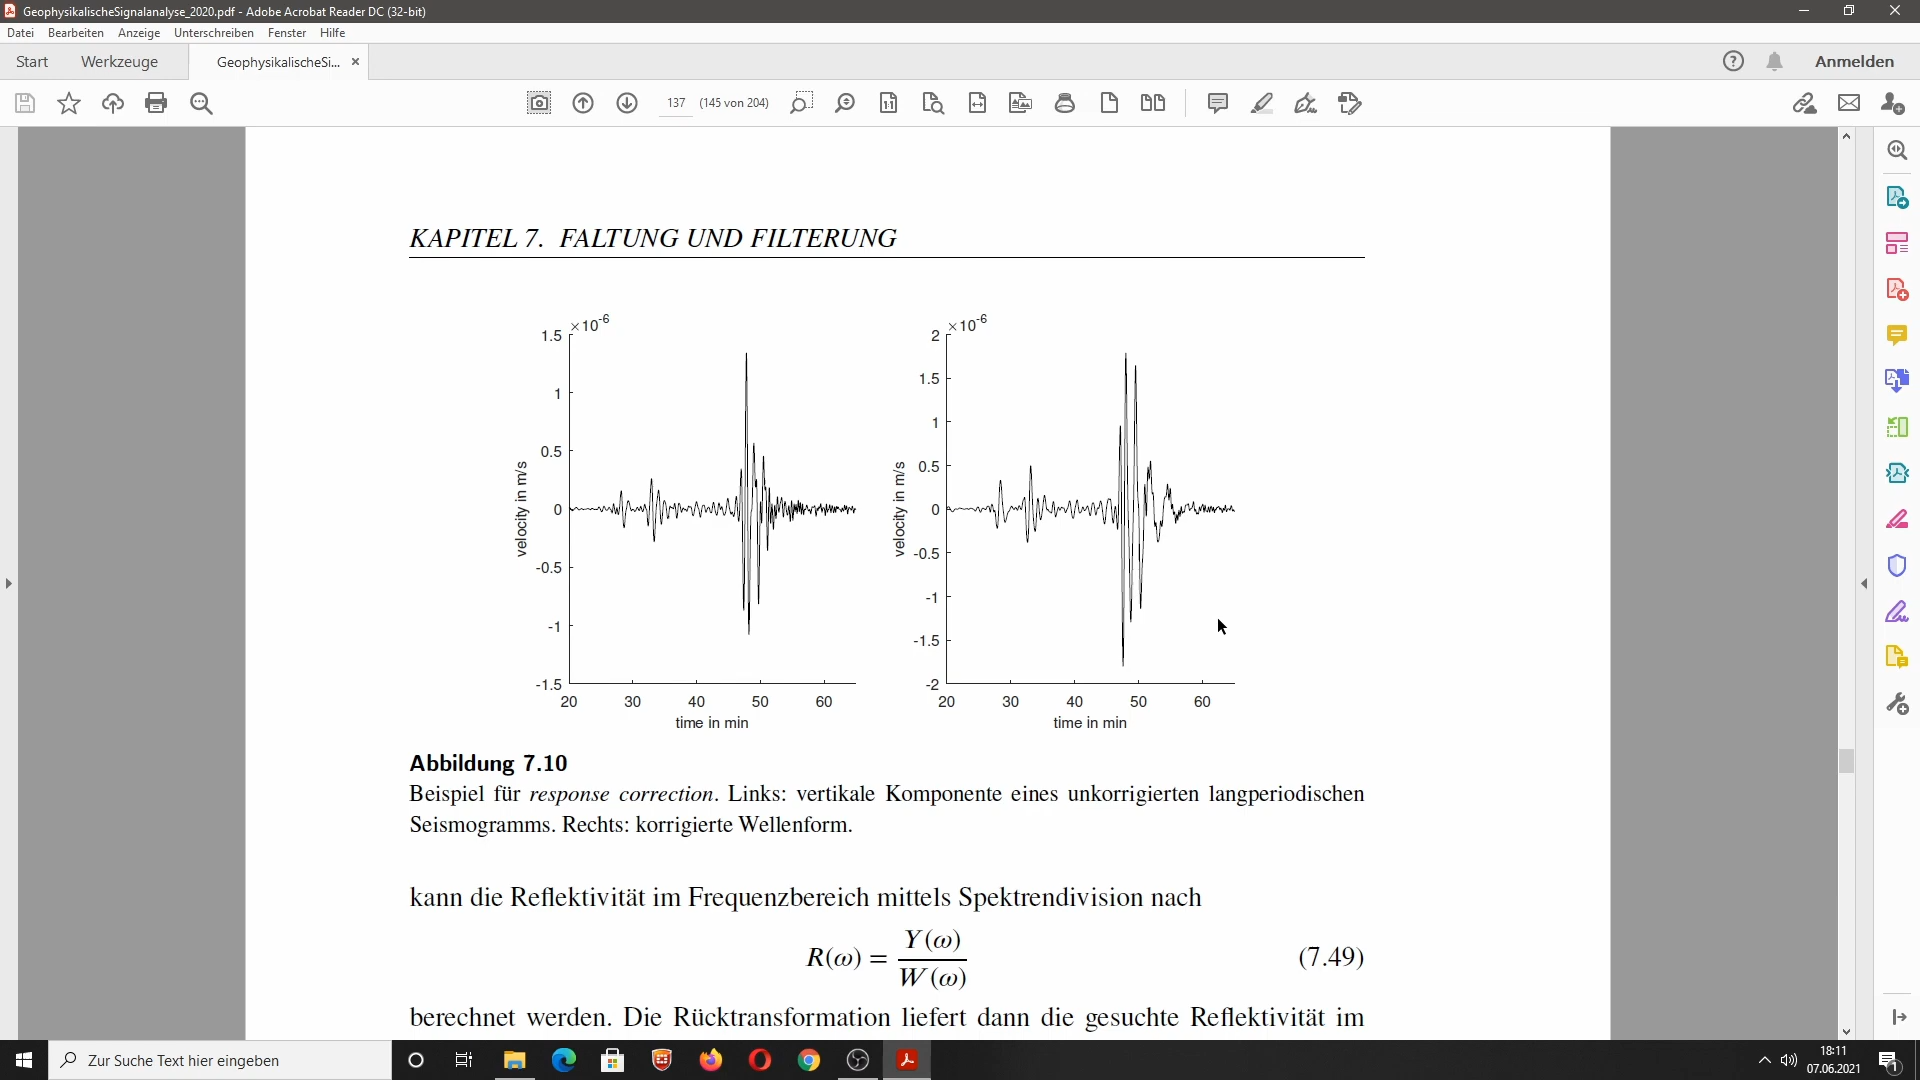 GeophysikalischeSignalanalyse_2020.pdf - Adobe Acrobat Reader DC (32-bit)
Datei Bearbeiten Anzeige Unterschreiben Fenster Hilfe
Start Werkzeuge GeophysikalischeSi... × Anmelden
137 (145 von 204)
KAPITEL 7. FALTUNG UND FILTERUNG
×10⁻⁶
1.5
1
0.5
0
-0.5
-1
-1.5
velocity in m/s
20 30 40 50 60
time in min
×10⁻⁶
2
1.5
1
0.5
0
-0.5
-1
-1.5
-2
velocity in m/s
20 30 40 50 60
time in min
Abbildung 7.10
Beispiel für response correction. Links: vertikale Komponente eines unkorrigierten langperiodischen
Seismogramms. Rechts: korrigierte Wellenform.
kann die Reflektivität im Frequenzbereich mittels Spektrendivision nach
R(ω) = Y(ω) / W(ω) (7.49)
berechnet werden. Die Rücktransformation liefert dann die gesuchte Reflektivität im
Zur Suche Text hier eingeben
18:11
07.06.2021
1